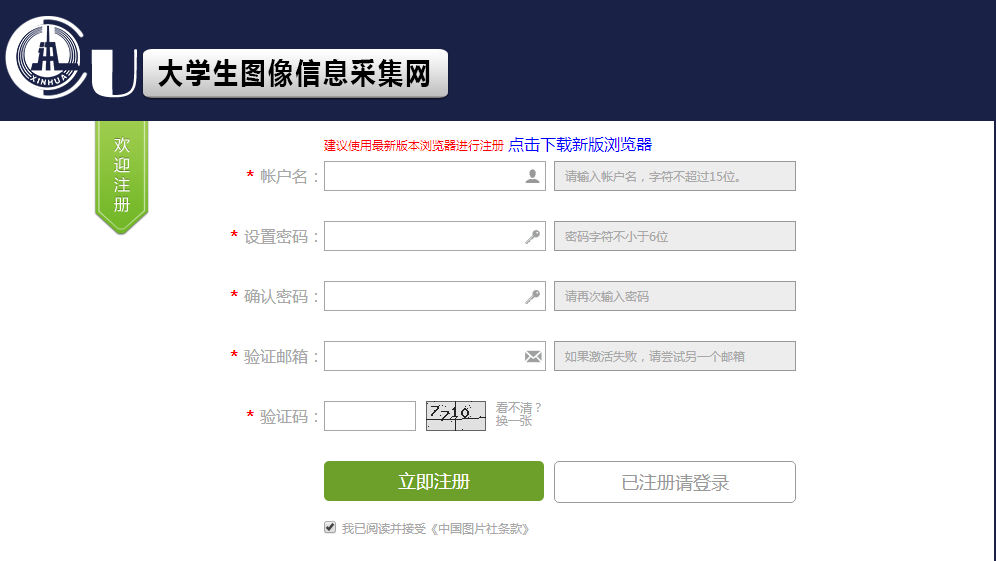 XINHUA
CU
大学生图像信息采集网
欢迎注册
建议使用最新版本浏览器进行注册 点击下载新版浏览器
* 帐户名：
请输入帐户名，字符不超过15位。
* 设置密码：
密码字符不小于6位
* 确认密码：
请再次输入密码
* 验证邮箱：
如果激活失败，请尝试另一个邮箱
* 验证码：
7710
看不清？
换一张
立即注册
已注册请登录
我已阅读并接受《中国图片社条款》